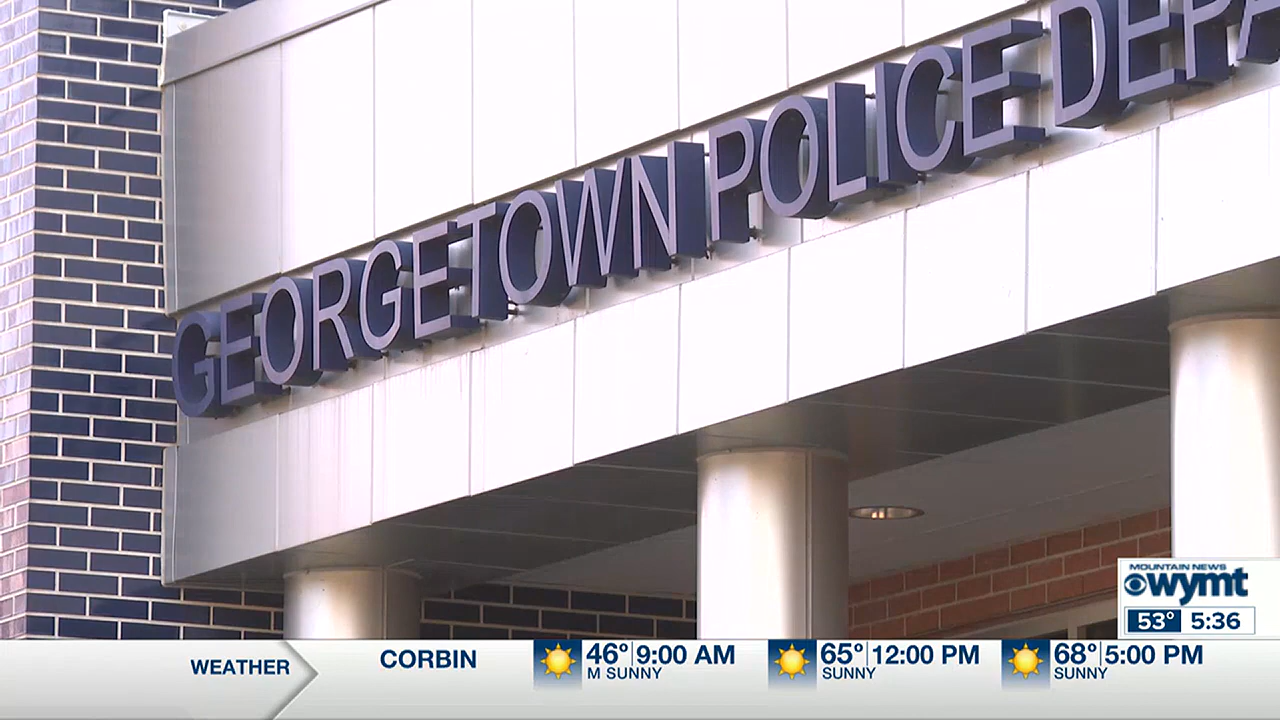 GEORGETOWN POLICE DEPA
MOUNTAIN NEWS
wymt
53° 5:36
WEATHER
CORBIN
46° 9:00 AM
M SUNNY
65° 12:00 PM
SUNNY
68° 5:00 PM
SUNNY